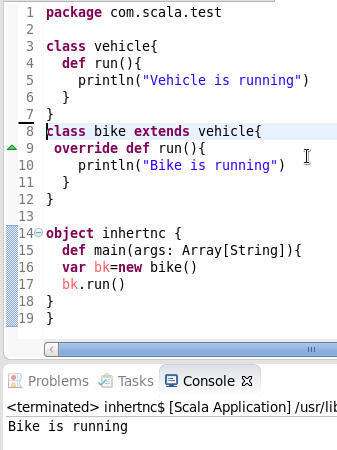 1 package com.scala.test
2
3 class vehicle{
4   def run(){
5     println("Vehicle is running")
6   }
7 }
8 class bike extends vehicle{
9  override def run(){
10     println("Bike is running")
11   }
12 }
13
14 object inhertnc {
15   def main(args: Array[String]){
16   var bk=new bike()
17   bk.run()
18 }
19 }
Problems Tasks Console
<terminated> inhertnc$ [Scala Application] /usr/lib
Bike is running